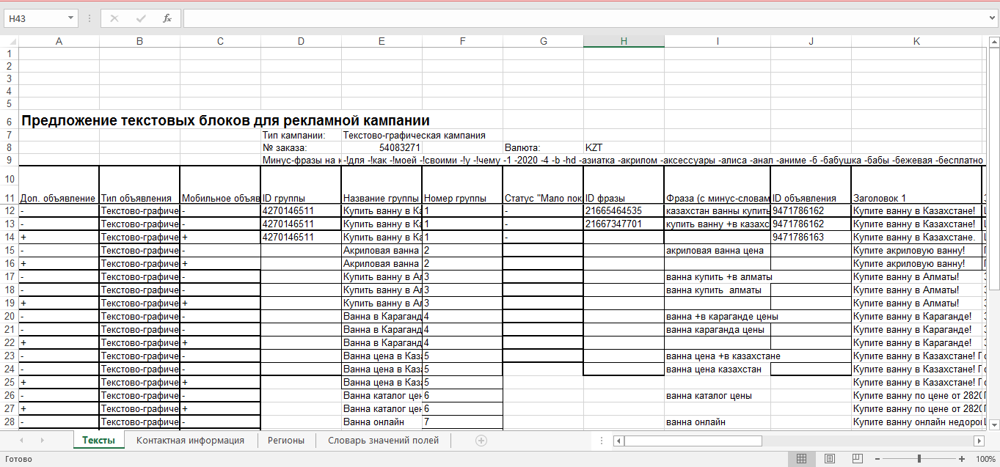 H43 fx
A B C D E F G H I J K
1
2
3
4
5
6 Предложение текстовых блоков для рекламной кампании
7 Тип кампании: Текстово-графическая кампания
8 № заказа: 54083271 Валюта: KZT
9 Минус-фразы на к -!для -!как -!моей -!своими -!у -!чему -1 -2020 -4 -b -hd -азиатка -акрилом -аксессуары -алиса -анал -аниме -б -бабушка -бабы -бежевая -бесплатно
10
11 Доп. объявление Тип объявления Мобильное объяв ID группы Название группы Номер группы Статус "Мало пок ID фразы Фраза (с минус-словам ID объявления Заголовок 1
12 - Текстово-графиче - 4270146511 Купить ванну в Ка 1 - 21665464535 казахстан ванны купить 9471786162 Купите ванну в Казахстане!
13 - Текстово-графиче - 4270146511 Купить ванну в Ка 1 - 21667347701 купить ванну +в казахс 9471786162 Купите ванну в Казахстане!
14 + Текстово-графиче + 4270146511 Купить ванну в Ка 1 - 9471786163 Купите ванну в Казахстане.
15 - Текстово-графиче - Акриловая ванна 2 акриловая ванна цена Купите акриловую ванну!
16 + Текстово-графиче + Акриловая ванна 2 Купите акриловую ванну!
17 - Текстово-графиче - Купить ванну в Ал 3 ванна купить +в алматы Купите ванну в Алматы!
18 - Текстово-графиче - Купить ванну в Ал 3 ванна купить  алматы Купите ванну в Алматы!
19 + Текстово-графиче + Купить ванну в Ал 3 Купите ванну в Алматы!
20 - Текстово-графиче - Ванна в Караганд 4 ванна +в караганде цены Купите ванну в Караганде!
21 - Текстово-графиче - Ванна в Караганд 4 ванна караганда цены Купите ванну в Караганде!
22 + Текстово-графиче + Ванна в Караганд 4 Купите ванну в Караганде!
23 - Текстово-графиче - Ванна цена в Каза 5 ванна цена +в казахстане Купите ванну в Казахстане! П
24 - Текстово-графиче - Ванна цена в Каза 5 ванна цена казахстан Купите ванну в Казахстане! П
25 + Текстово-графиче + Ванна цена в Каза 5 Купите ванну в Казахстане! П
26 - Текстово-графиче - Ванна каталог цен 6 ванна каталог цены Купите ванну по цене от 2820
27 + Текстово-графиче + Ванна каталог цен 6 Купите ванну по цене от 2820
28 - Текстово-графиче - Ванна онлайн 7 ванна онлайн Купите ванну онлайн недорог
Тексты Контактная информация Регионы Словарь значений полей
Готово 100%